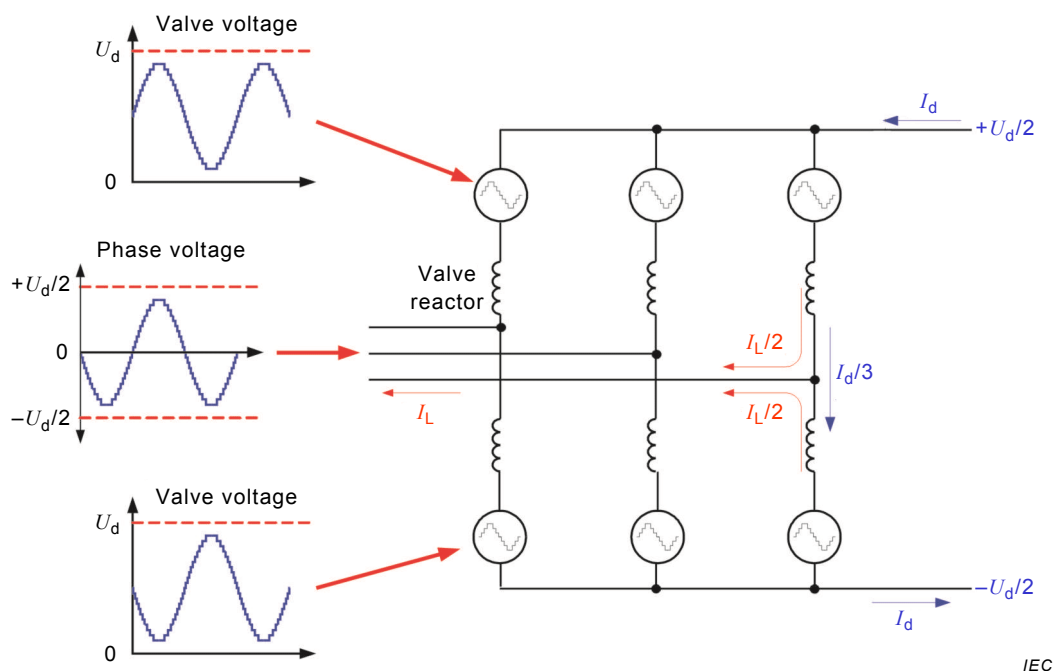 Valve voltage
Ud
0
Id
+Ud/2
Phase voltage
+Ud/2
0
−Ud/2
Valve
reactor
IL/2
Id/3
IL
IL/2
Valve voltage
Ud
0
−Ud/2
Id
IEC